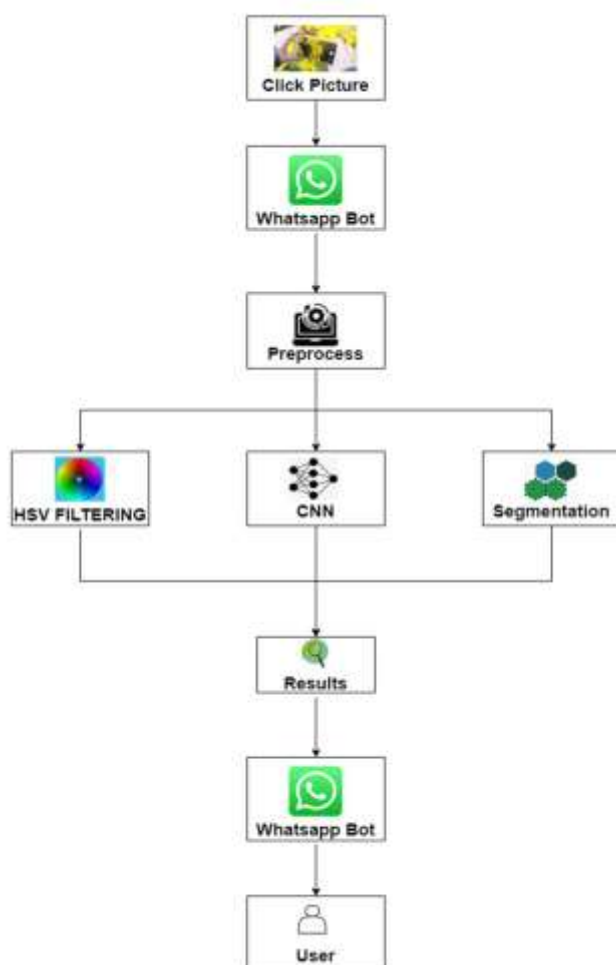 Click Picture
Whatsapp Bot
Preprocess
HSV FILTERING
CNN
Segmentation
Results
Whatsapp Bot
User